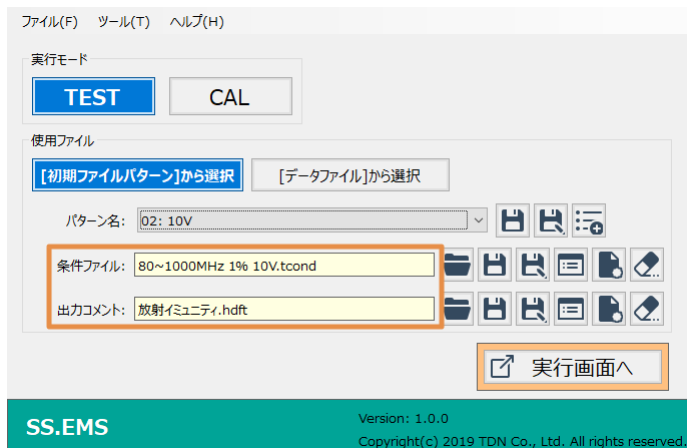 ファイル(F) ツール(T) ヘルプ(H)
実行モード
TEST CAL
使用ファイル
[初期ファイルパターン]から選択 [データファイル]から選択
パターン名: 02: 10V
条件ファイル: 80~1000MHz 1% 10V.tcond
出力コメント: 放射イミュニティ.hdft
実行画面へ
SS.EMS
Version: 1.0.0
Copyright(c) 2019 TDN Co., Ltd. All rights reserved.